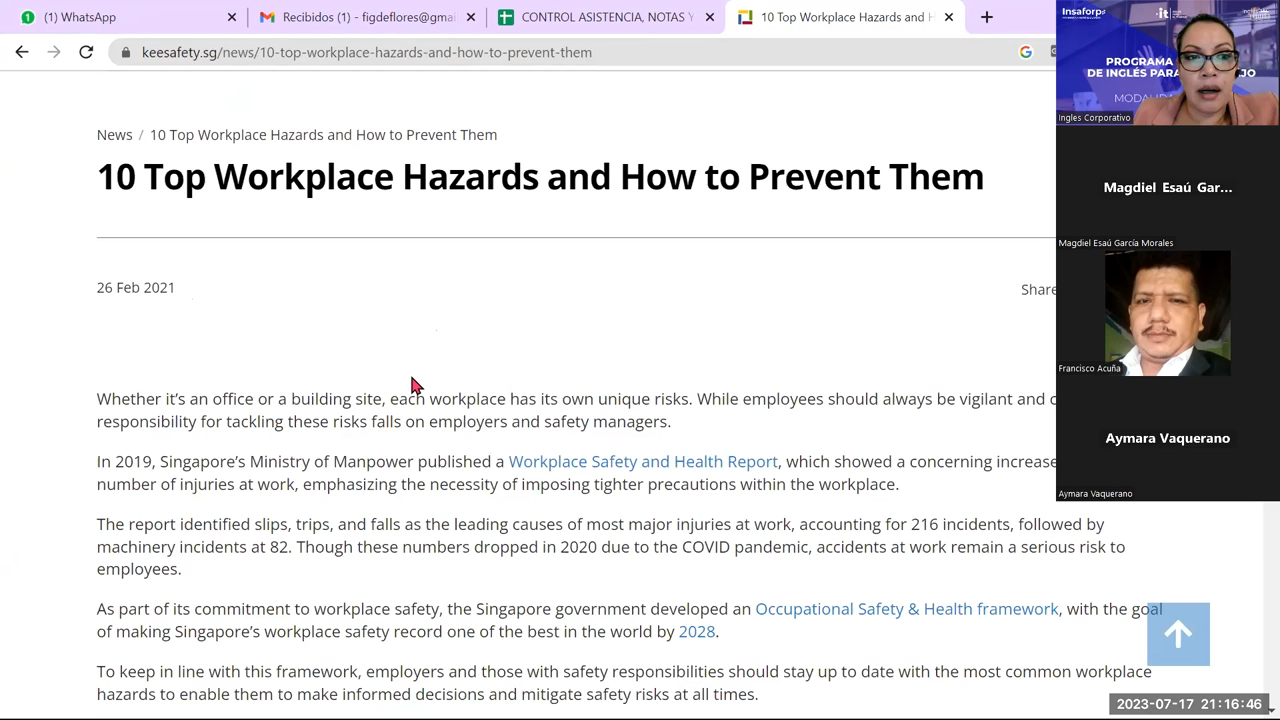 (1) WhatsApp
Recibidos (1)
res@gma
10 Top Workplace Hazards and H
keesafety.sg/news/10-top-workplace-hazards-and-how-to-prevent-them
Insaforp
PROGRAMA
DE INGLÉS PARA
JO
Ingles Corporativo
News / 10 Top Workplace Hazards and How to Prevent Them
10 Top Workplace Hazards and How to Prevent Them
Magdiel Esaú Gar...
Magdiel Esaú García Morales
26 Feb 2021
Share
Francisco Acuña
Whether it's an office or a building site, each workplace has its own unique risks. While employees should always be vigilant and
responsibility for tackling these risks falls on employers and safety managers.
Aymara Vaquerano
Aymara Vaquerano
In 2019, Singapore's Ministry of Manpower published a Workplace Safety and Health Report, which showed a concerning increase
number of injuries at work, emphasizing the necessity of imposing tighter precautions within the workplace.
The report identified slips, trips, and falls as the leading causes of most major injuries at work, accounting for 216 incidents, followed by
machinery incidents at 82. Though these numbers dropped in 2020 due to the COVID pandemic, accidents at work remain a serious risk to
employees.
As part of its commitment to workplace safety, the Singapore government developed an Occupational Safety & Health framework, with the goal
of making Singapore's workplace safety record one of the best in the world by 2028.
To keep in line with this framework, employers and those with safety responsibilities should stay up to date with the most common workplace
hazards to enable them to make informed decisions and mitigate safety risks at all times.
2023-07-17 21:16:46